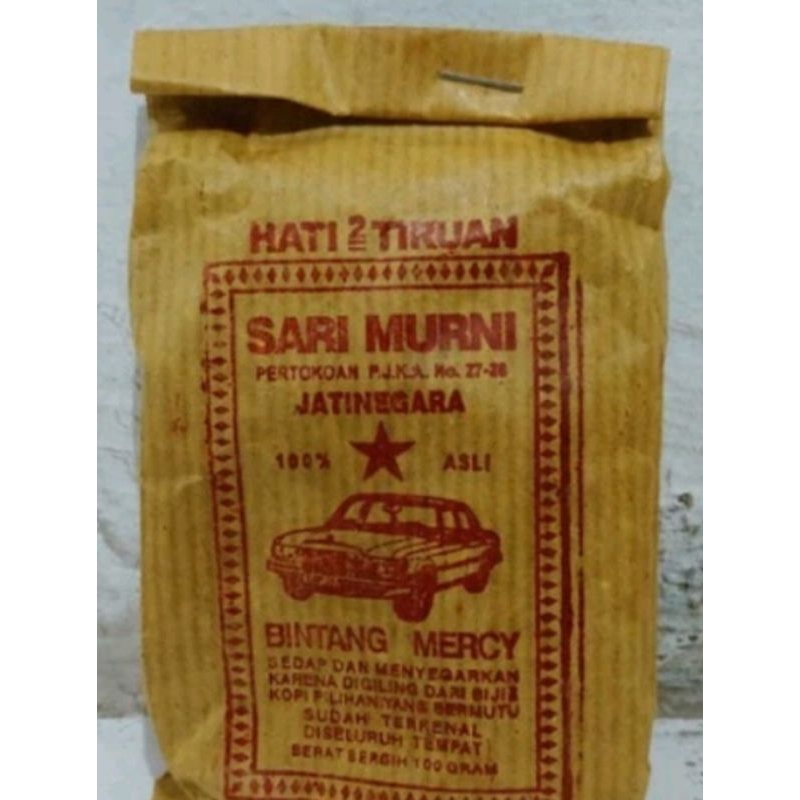 HATI 2 TIRUAN
SARI MURNI
PERTOKOAN P.J.K.A. No. 27-28
JATINEGARA
100% ASLI
BINTANG MERCY
SEDAP DAN MENYEGARKAN
KARENA DIGILING DARI BIJI2
KOPI PILIHAN YANG BERMUTU
SUDAH TERKENAL
DISELURUH TEMPAT
BERAT BERSIH 100 GRAM